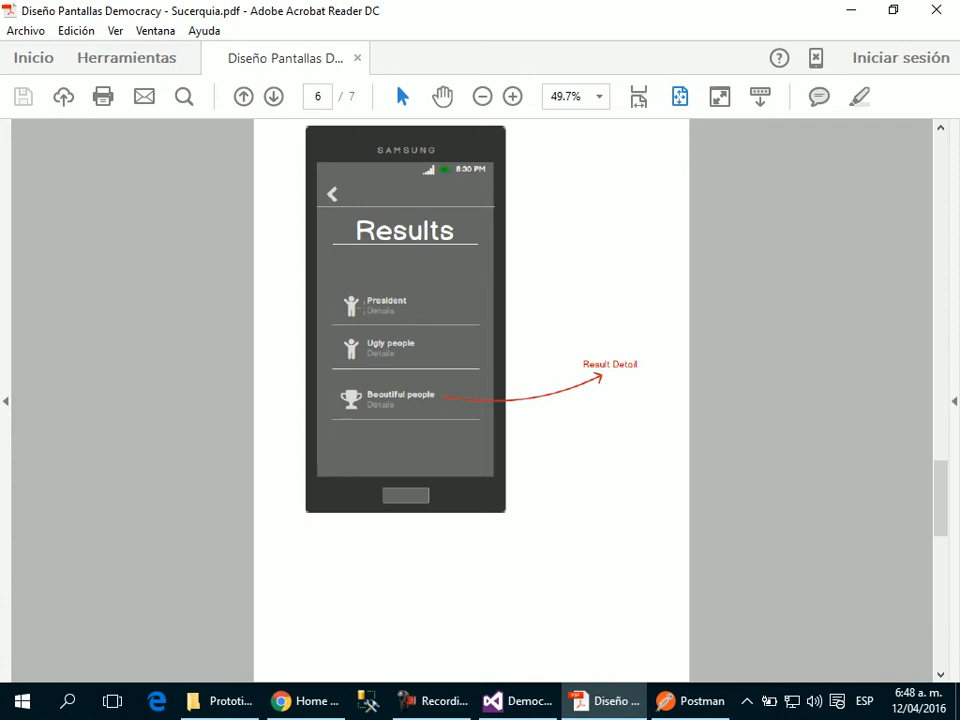 Diseño Pantallas Democracy - Sucerquia.pdf - Adobe Acrobat Reader DC
Archivo Edición Ver Ventana Ayuda
Inicio Herramientas Diseño Pantallas D... × Iniciar sesión
6 / 7 49.7%
SAMSUNG
6:30 PM
Results
President
Details
Ugly people
Details
Beautiful people
Details
Result Detail
Prototi... Home ... Recordi... Democ... Diseño ... Postman ESP 6:48 a. m.
12/04/2016